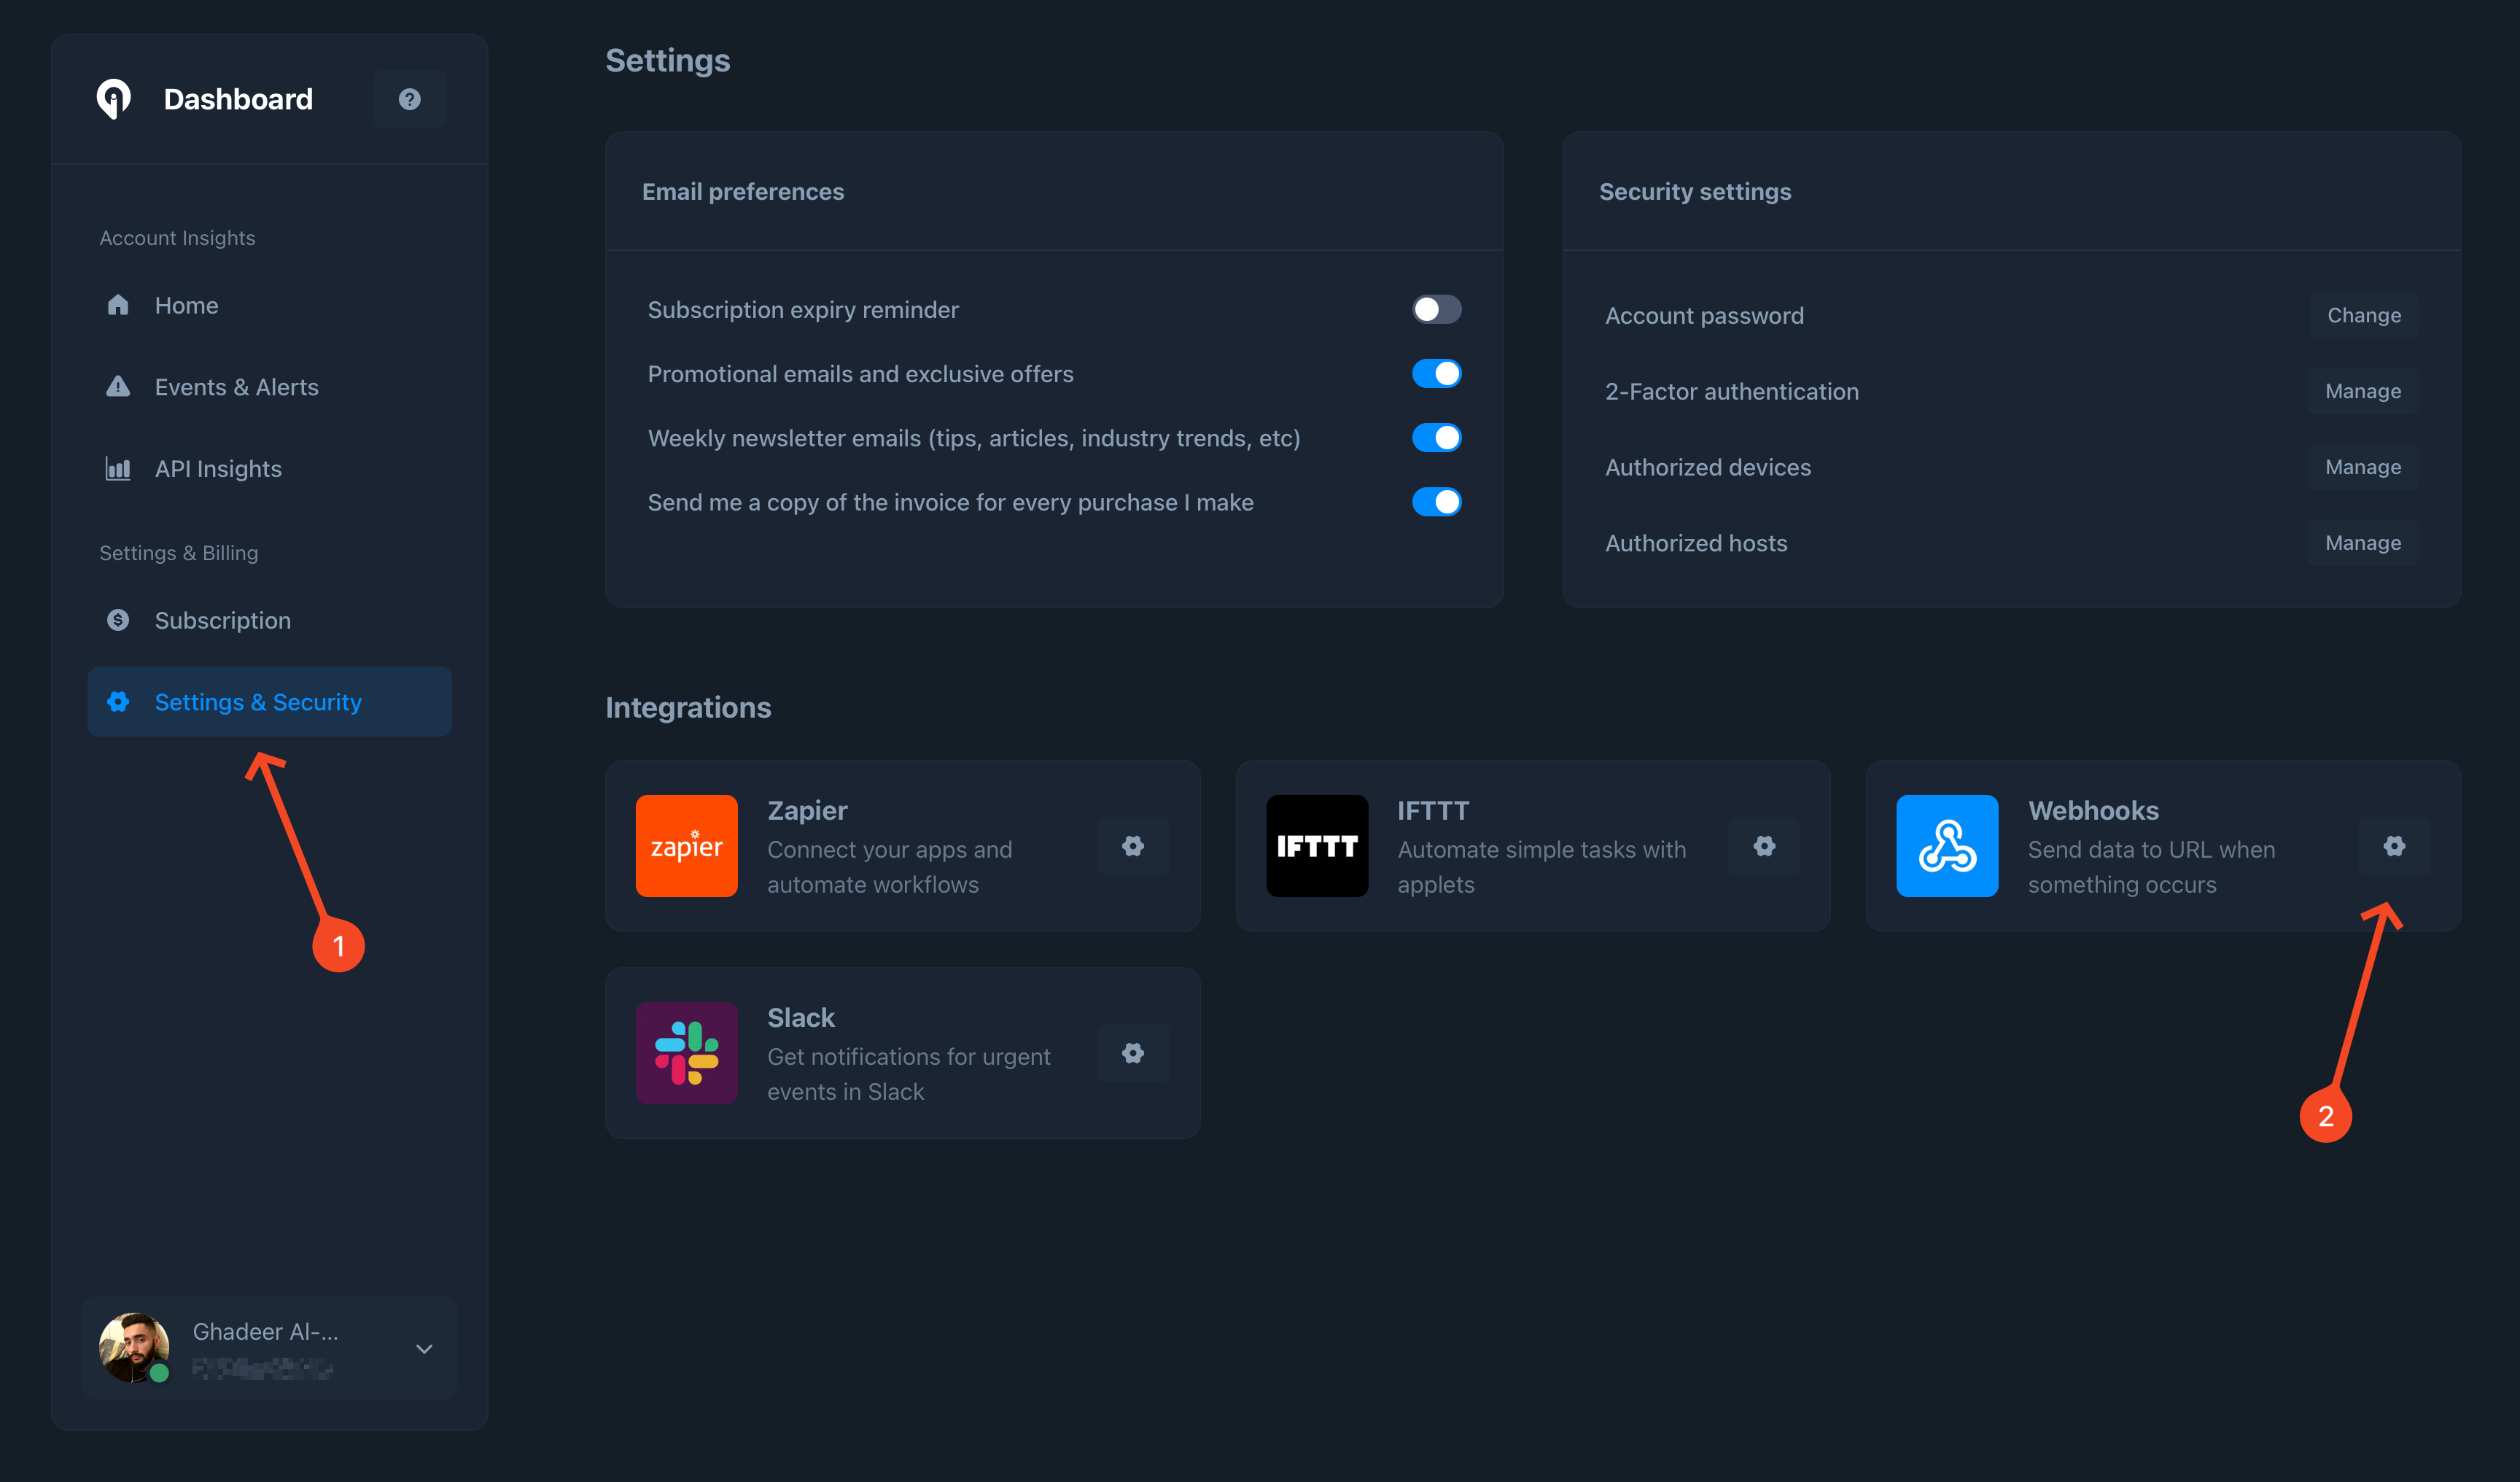 Dashboard
Account Insights
Home
Events & Alerts
API Insights
Settings & Billing
Subscription
Settings & Security
1
Ghadeer Al-...
Settings
Email preferences
Subscription expiry reminder
Promotional emails and exclusive offers
Weekly newsletter emails (tips, articles, industry trends, etc)
Send me a copy of the invoice for every purchase I make
Security settings
Account password
Change
2-Factor authentication
Manage
Authorized devices
Manage
Authorized hosts
Manage
Integrations
zapier
Zapier
Connect your apps and
automate workflows
IFTTT
IFTTT
Automate simple tasks with
applets
Webhooks
Send data to URL when
something occurs
2
Slack
Get notifications for urgent
events in Slack